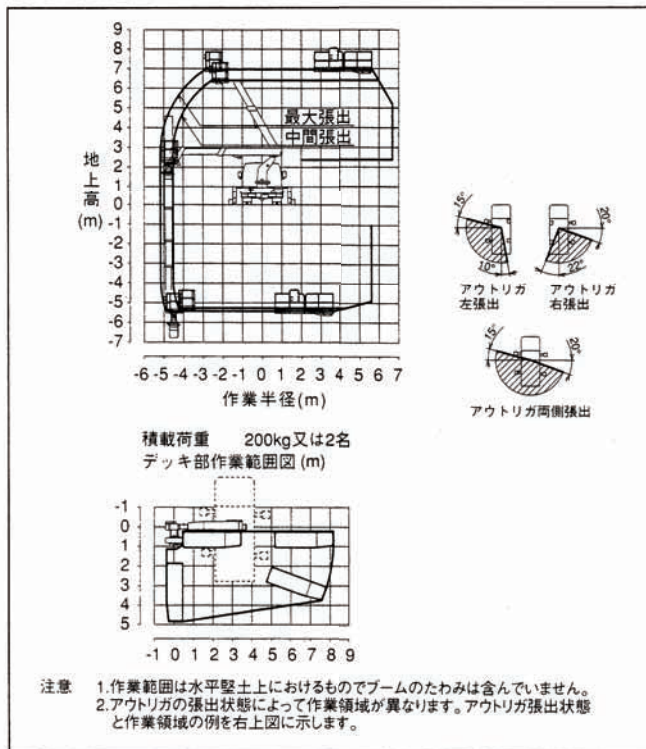 9
8
7
6
5
4
3
2
1
0
-1
-2
-3
-4
-5
-6
-7
地上高
(m)
最大張出
中間張出
-6 -5 -4 -3 -2 -1 0 1 2 3 4 5 6 7
作業半径(m)
15°
10°
アウトリガ
左張出
20°
22°
アウトリガ
右張出
15°
20°
アウトリガ両側張出
積載荷重 200kg又は2名
デッキ部作業範囲図(m)
-1
0
1
2
3
4
5
-1 0 1 2 3 4 5 6 7 8 9
注意 1.作業範囲は水平堅土上におけるものでブームのたわみは含んでいません。
2.アウトリガの張出状態によって作業領域が異なります。アウトリガ張出状態
と作業領域の例を右上図に示します。